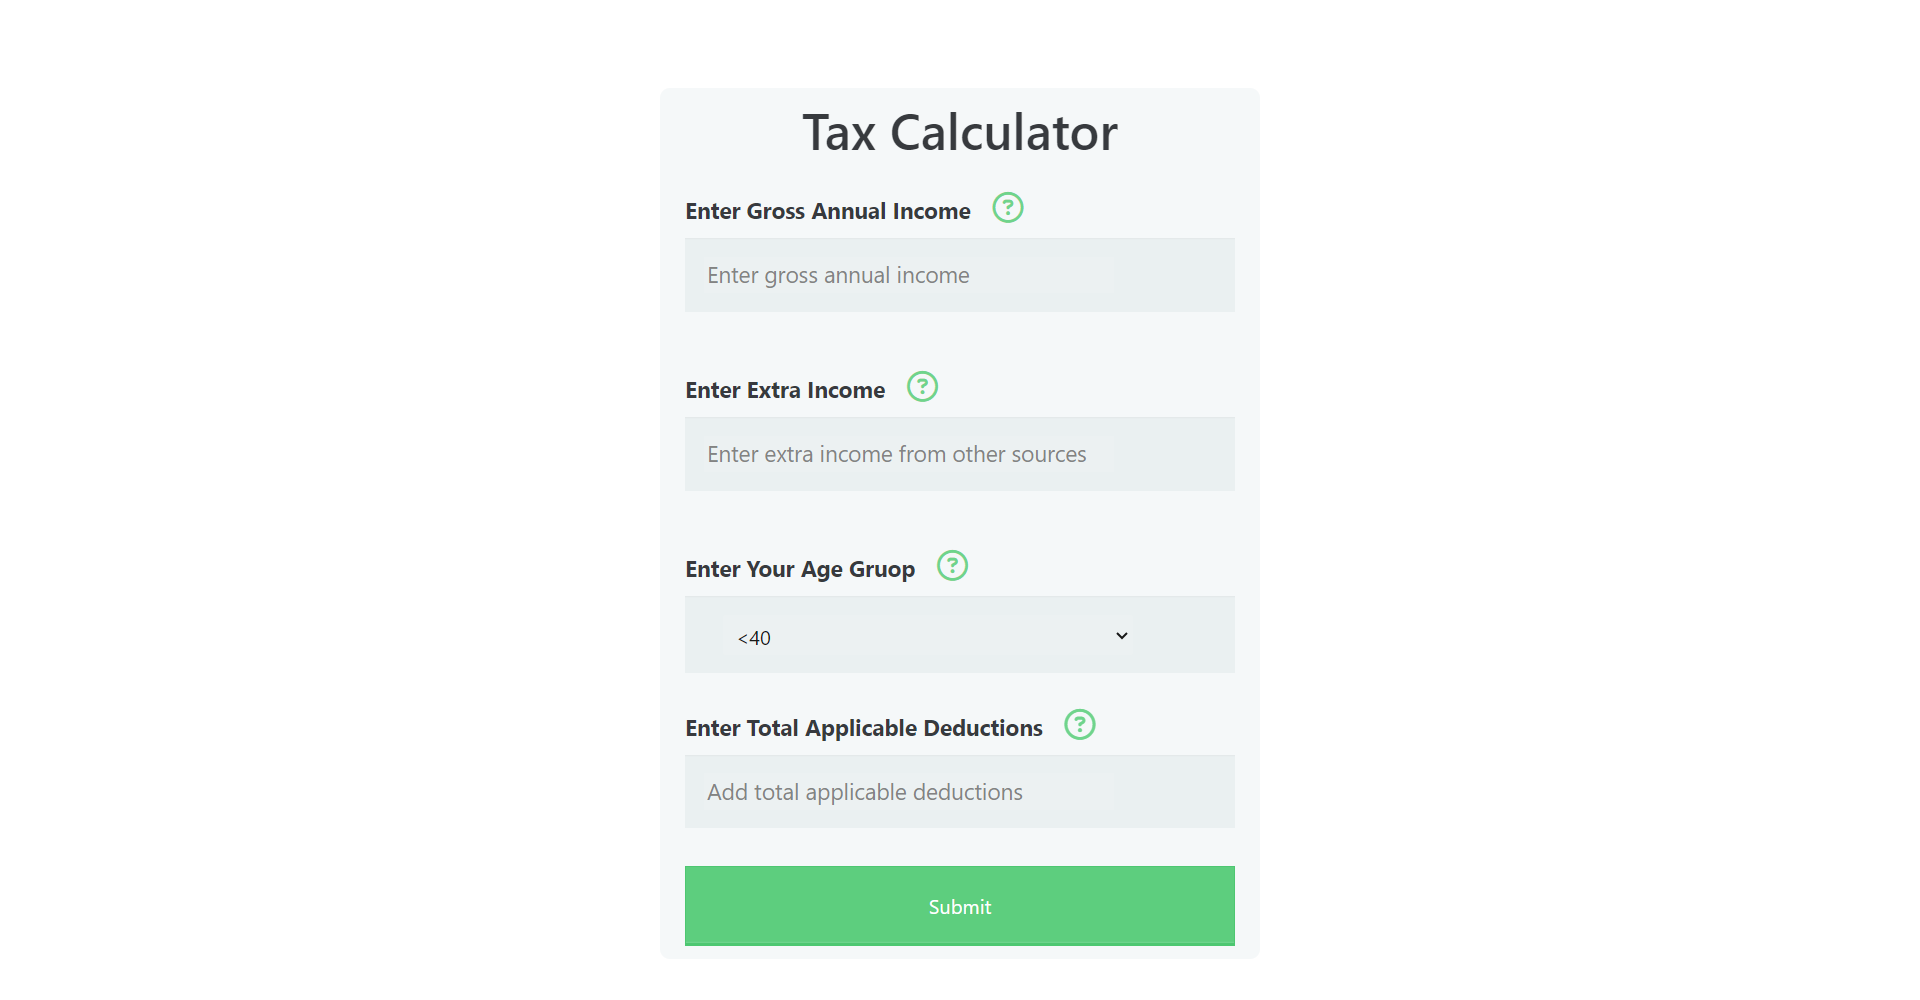 Tax Calculator
Enter Gross Annual Income ?
Enter gross annual income
Enter Extra Income ?
Enter extra income from other sources
Enter Your Age Gruop ?
<40
Enter Total Applicable Deductions ?
Add total applicable deductions
Submit